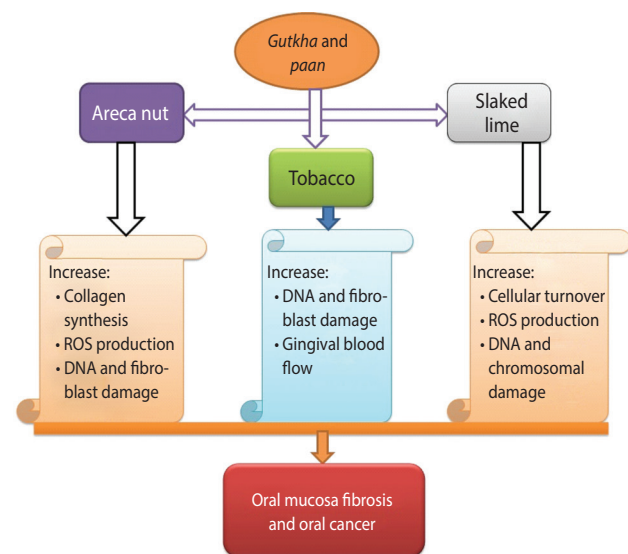 Gutkha and
paan
Areca nut
Slaked
lime
Tobacco
Increase:
• Collagen
synthesis
• ROS production
• DNA and fibro-
blast damage
Increase:
• DNA and fibro-
blast damage
• Gingival blood
flow
Increase:
• Cellular turnover
• ROS production
• DNA and
chromosomal
damage
Oral mucosa fibrosis
and oral cancer